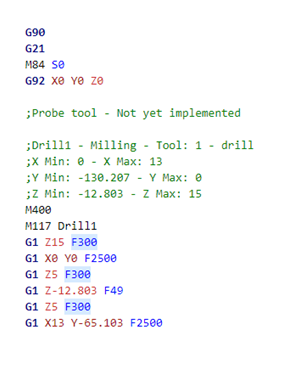 G90
G21
M84 S0
G92 X0 Y0 Z0
;Probe tool - Not yet implemented
;Drill1 - Milling - Tool: 1 - drill
;X Min: 0 - X Max: 13
;Y Min: -130.207 - Y Max: 0
;Z Min: -12.803 - Z Max: 15
M400
M117 Drill1
G1 Z15 F300
G1 X0 Y0 F2500
G1 Z5 F300
G1 Z-12.803 F49
G1 Z5 F300
G1 X13 Y-65.103 F2500